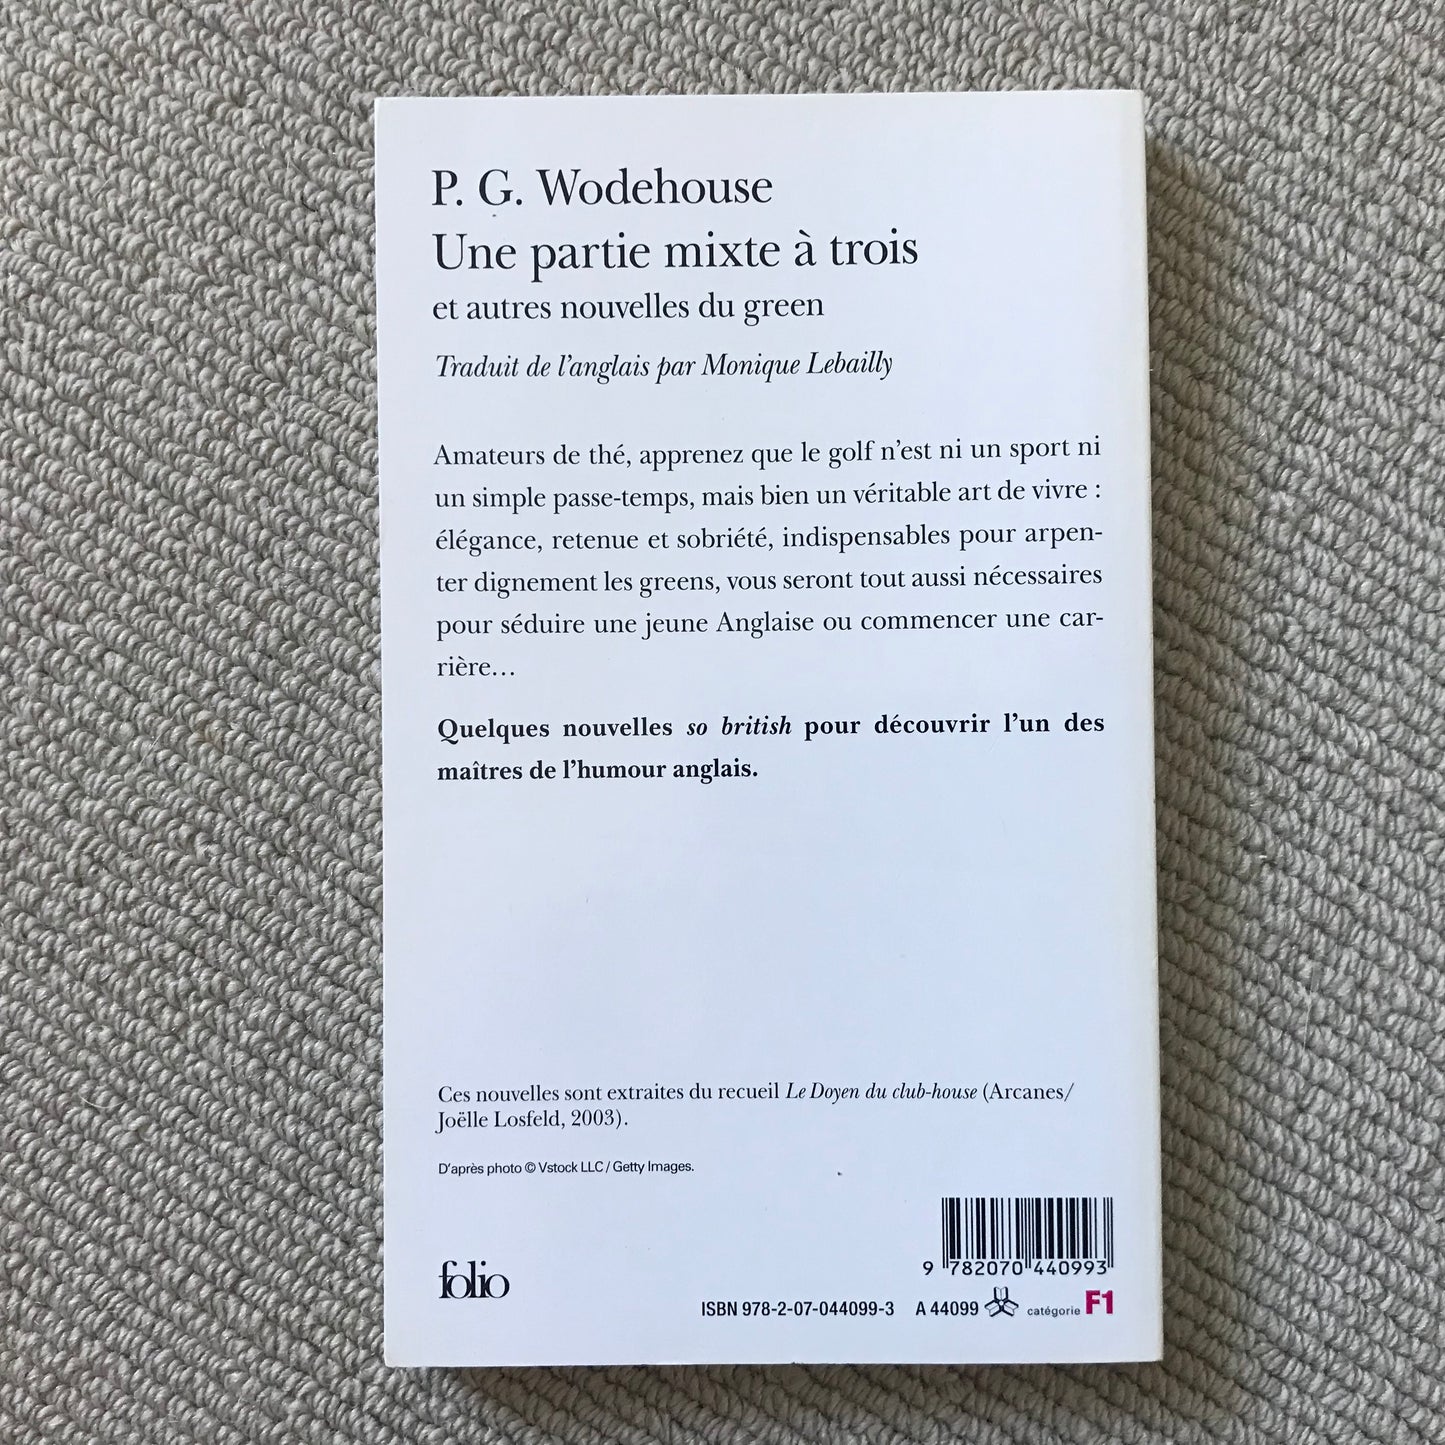 P. G. Wodehouse
Une partie mixte à trois
et autres nouvelles du green
Traduit de l'anglais par Monique Lebailly
Amateurs de thé, apprenez que le golf n'est ni un sport ni
un simple passe-temps, mais bien un véritable art de vivre :
élégance, retenue et sobriété, indispensables pour arpen-
ter dignement les greens, vous seront tout aussi nécessaires
pour séduire une jeune Anglaise ou commencer une car-
rière…
Quelques nouvelles so british pour découvrir l'un des
maîtres de l'humour anglais.
Ces nouvelles sont extraites du recueil Le Doyen du club-house (Arcanes/
Joëlle Losfeld, 2003).
D'après photo © Vstock LLC / Getty Images.
9 782070 440993
folio
ISBN 978-2-07-044099-3 A 44099 catégorie F1